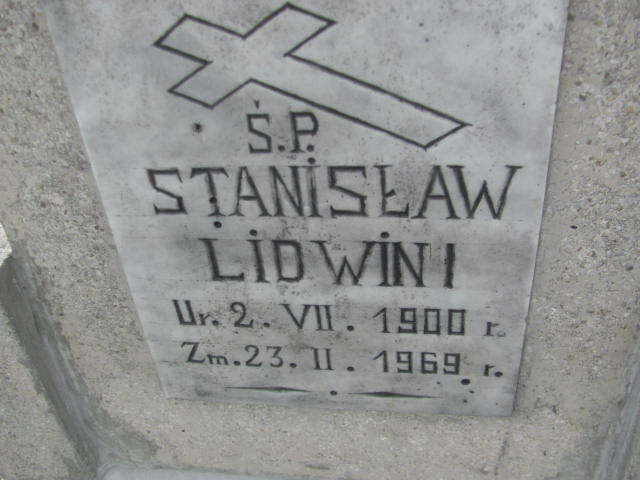 Ś.P.
STANISŁAW
LIDWINI
Ur. 2. VII. 1900 r.
Zm. 23. II. 1969 r.